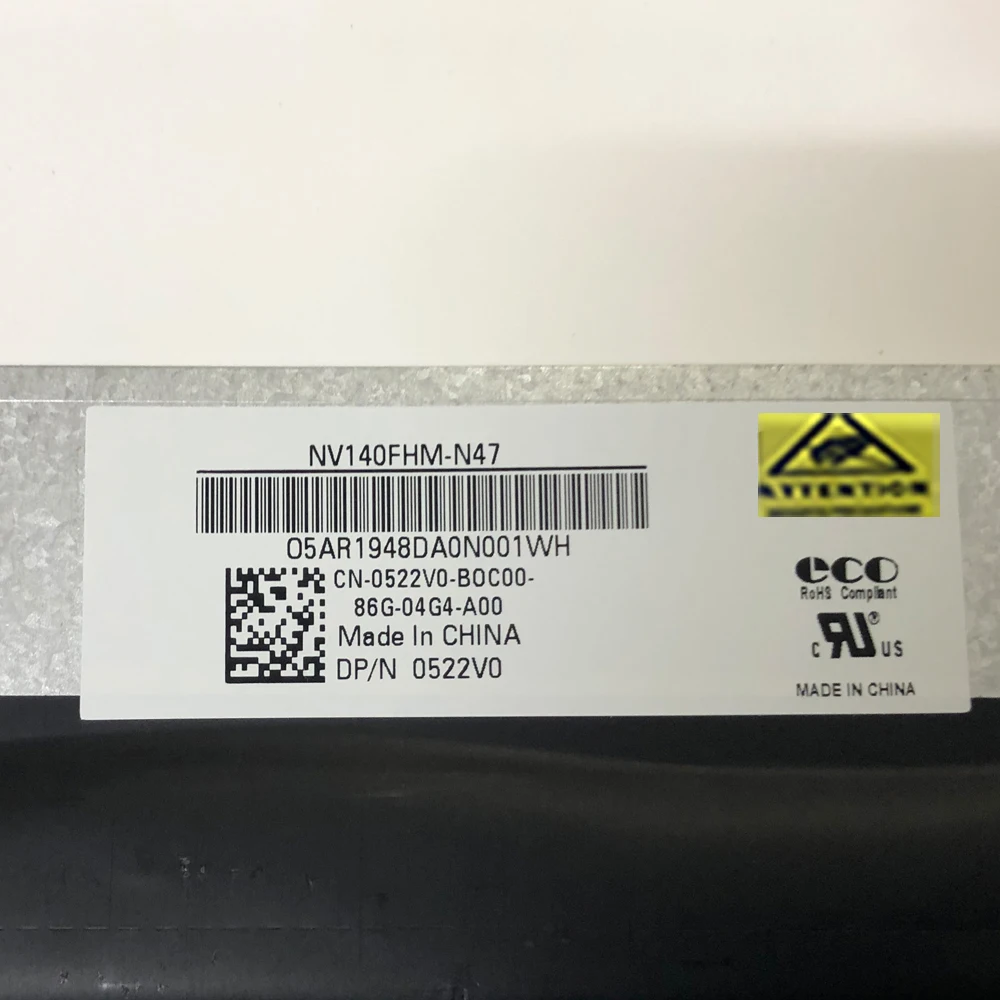 NV140FHM-N47
05AR1948DA0N001WH
CN-0522V0-BOC00-
86G-04G4-A00
Made In CHINA
DP/N 0522V0
ATTENTION
eco
RoHS Compliant
c RU ® US
MADE IN CHINA